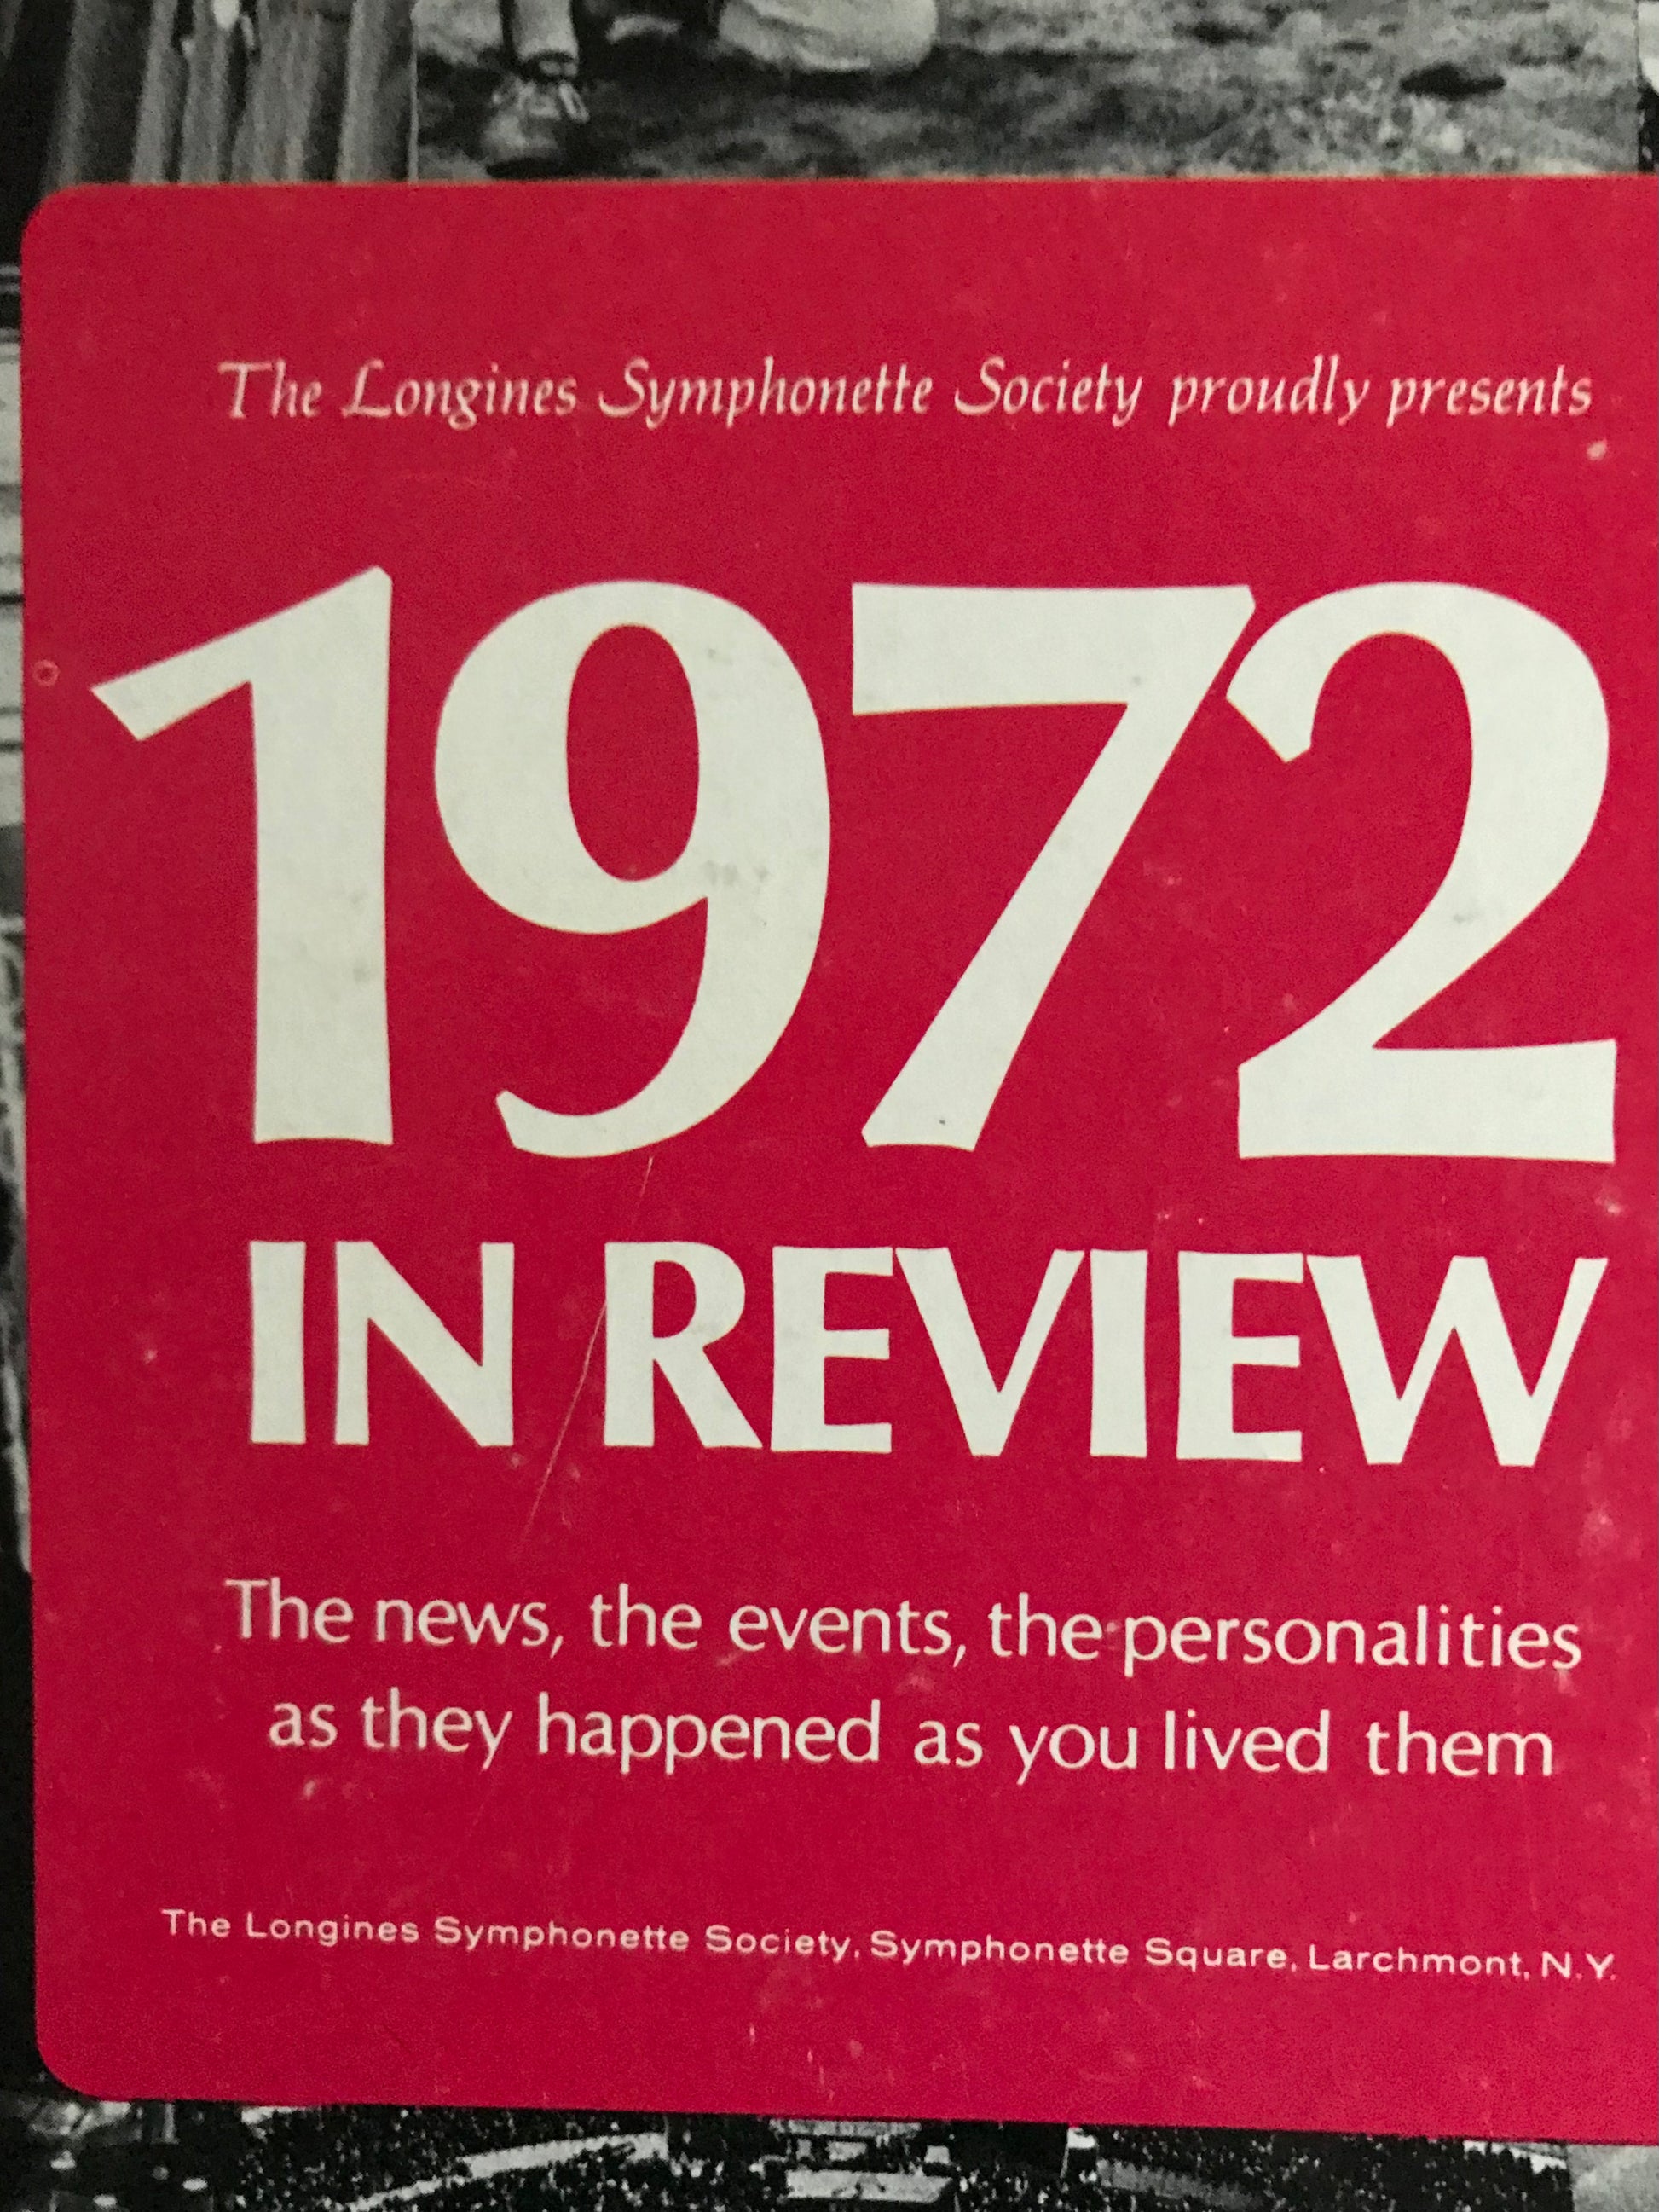 The Longines Symphonette Society proudly presents
1972
IN REVIEW
The news, the events, the personalities
as they happened as you lived them
The Longines Symphonette Society, Symphonette Square, Larchmont, N.Y.